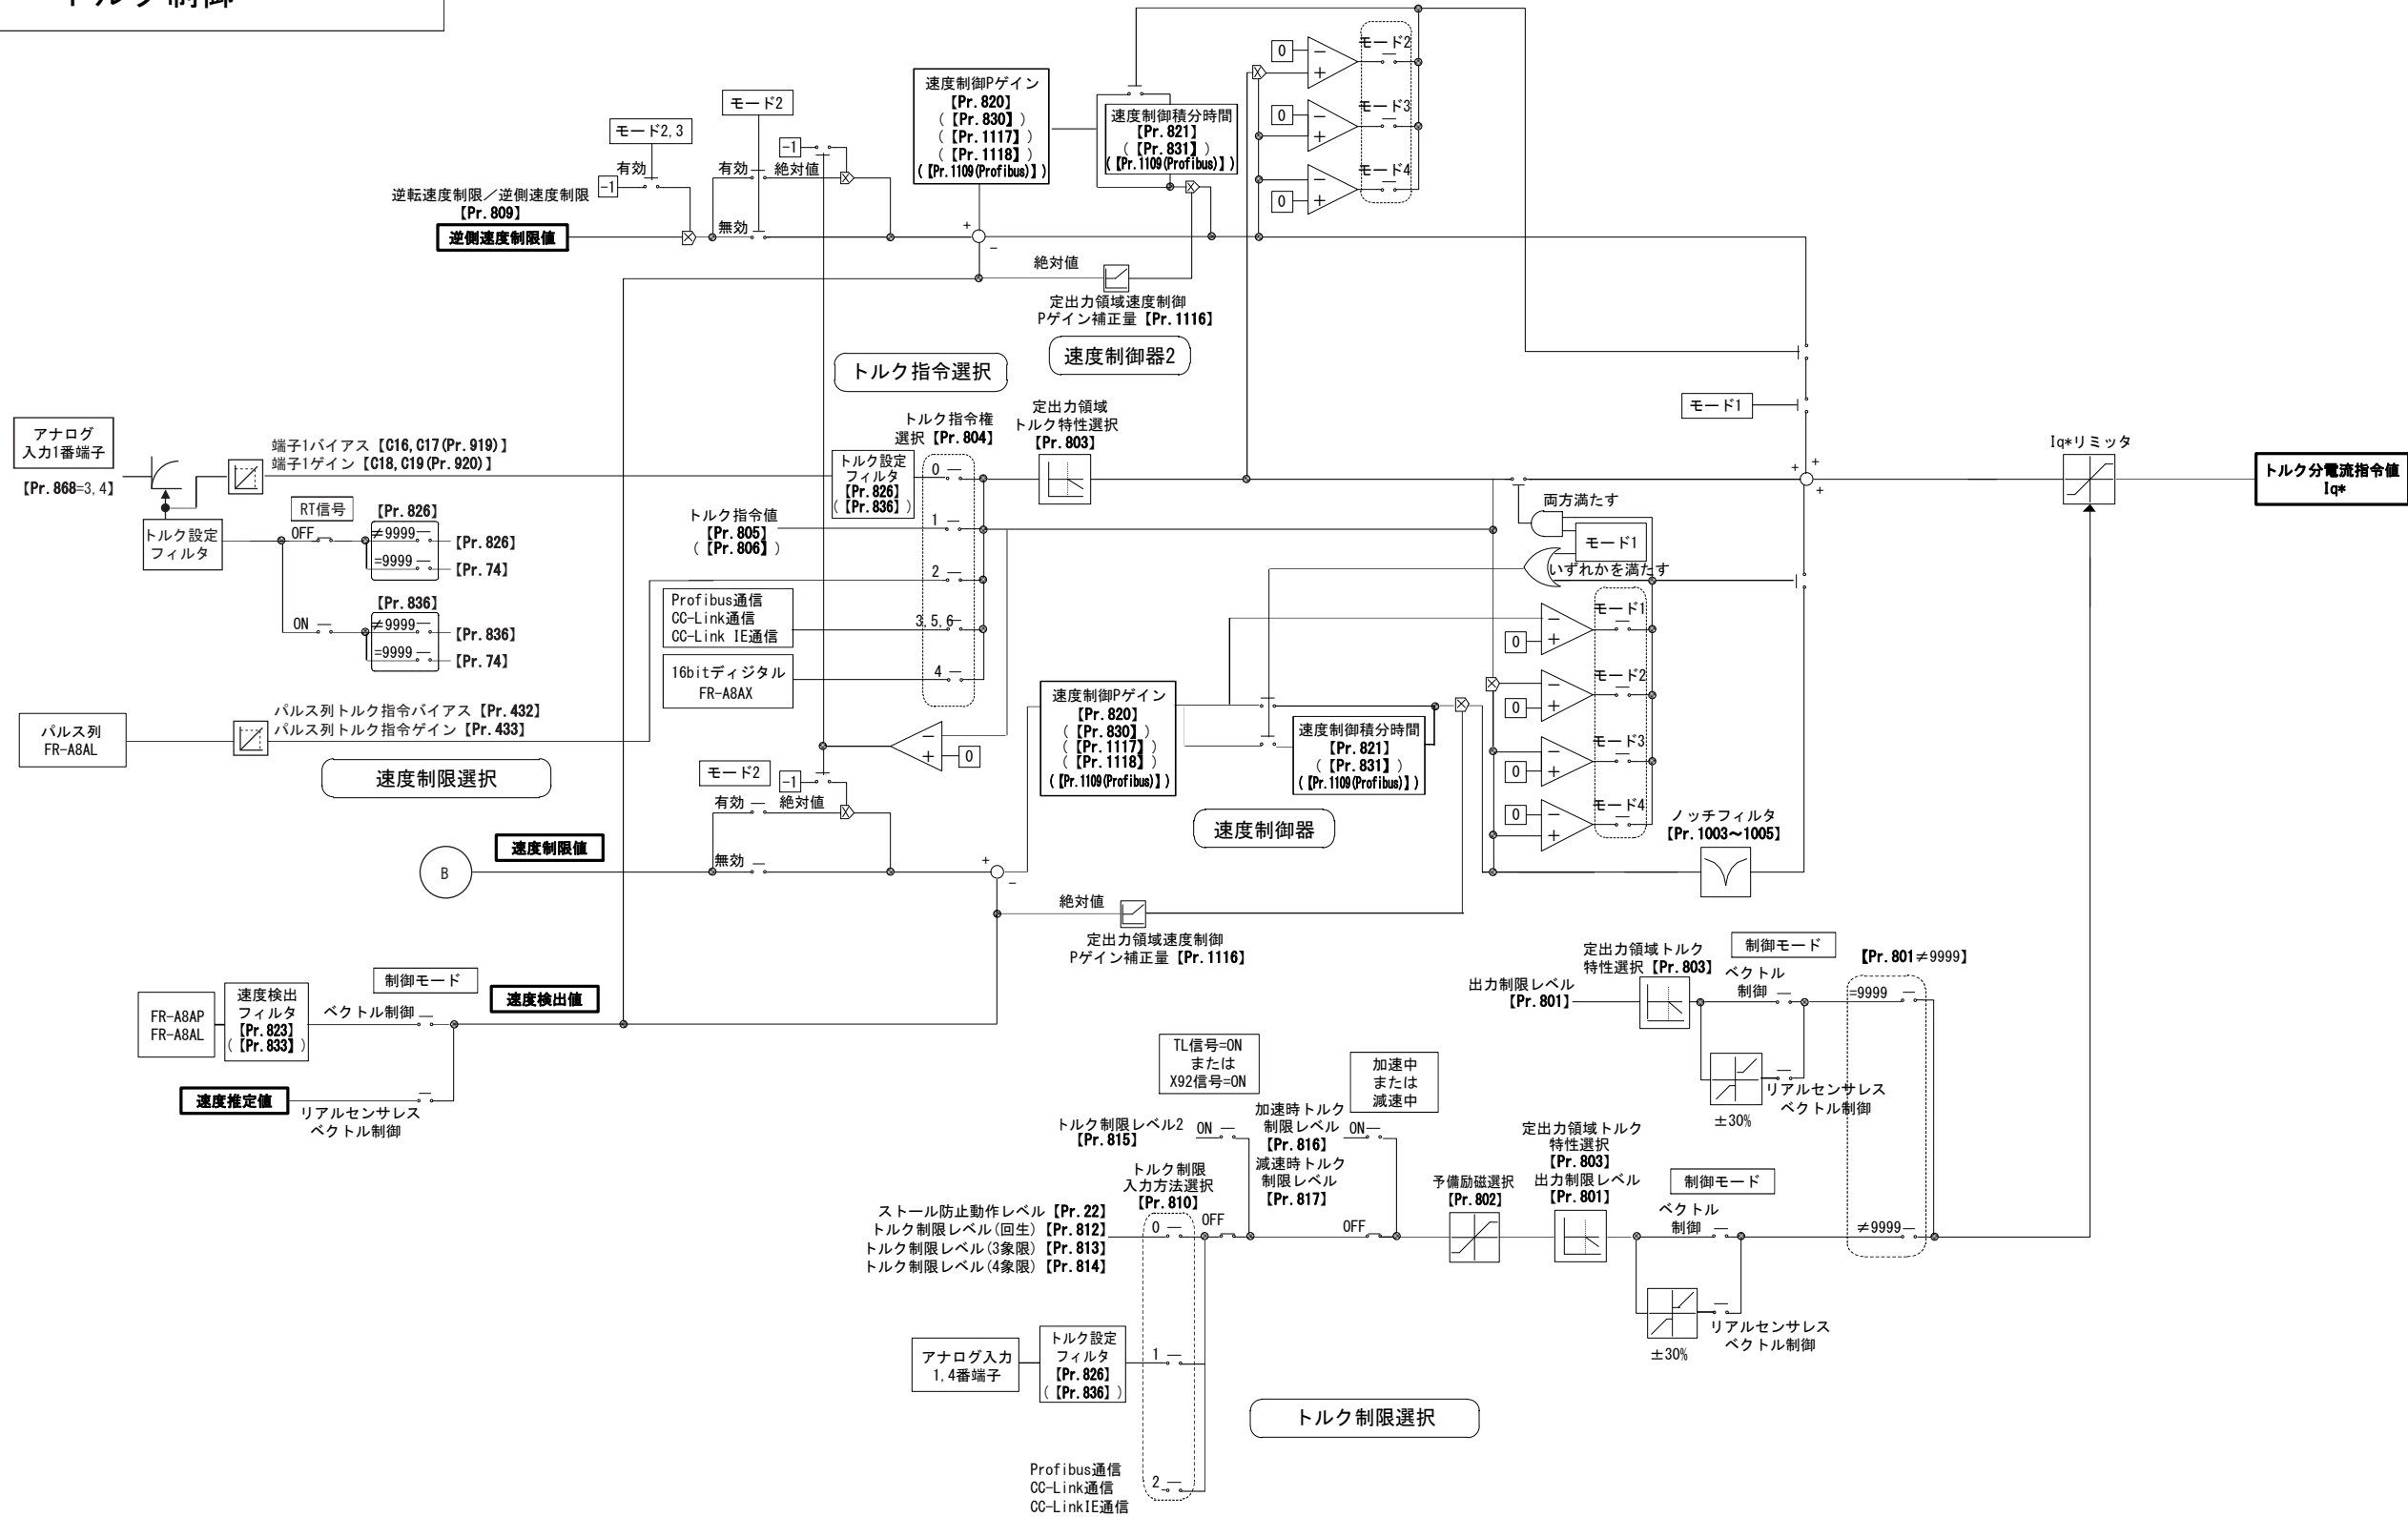 トルク制御
モード2
モード2,3
有効
-1
逆転速度制限／逆側速度制限
【Pr.809】
逆側速度制限値
有効
絶対値
-1
無効
+
-
速度制御Pゲイン
【Pr.820】
(【Pr.830】)
(【Pr.1117】)
(【Pr.1118】)
(【Pr.1109(Profibus)】)
速度制御積分時間
【Pr.821】
(【Pr.831】)
(【Pr.1109(Profibus)】)
0
−
+
モード2
0
−
+
モード3
−
+
0
モード4
絶対値
定出力領域速度制御
Pゲイン補正量【Pr.1116】
速度制御器2
トルク指令選択
モード1
アナログ
入力1番端子
【Pr.868=3,4】
端子1バイアス【C16,C17(Pr.919)】
端子1ゲイン【C18,C19(Pr.920)】
トルク設定
フィルタ
RT信号
OFF
【Pr.826】
≠9999
【Pr.826】
=9999
【Pr.74】
ON
【Pr.836】
≠9999
【Pr.836】
=9999
【Pr.74】
トルク設定
フィルタ
【Pr.826】
(【Pr.836】)
トルク指令権
選択【Pr.804】
0
1
2
3,5,6
4
定出力領域
トルク特性選択
【Pr.803】
トルク指令値
【Pr.805】
(【Pr.806】)
Profibus通信
CC-Link通信
CC-Link IE通信
16bitディジタル
FR-A8AX
パルス列
FR-A8AL
パルス列トルク指令バイアス【Pr.432】
パルス列トルク指令ゲイン【Pr.433】
速度制限選択
両方満たす
モード1
いずれかを満たす
+
+
+
Iq*リミッタ
トルク分電流指令値
Iq*
−
+
0
モード1
−
+
0
モード2
−
+
0
モード3
0
−
+
モード4
−
+
0
モード2
-1
有効
絶対値
無効
B
速度制限値
+
-
速度制御Pゲイン
【Pr.820】
(【Pr.830】)
(【Pr.1117】)
(【Pr.1118】)
(【Pr.1109(Profibus)】)
速度制御積分時間
【Pr.821】
(【Pr.831】)
(【Pr.1109(Profibus)】)
速度制御器
ノッチフィルタ
【Pr.1003〜1005】
絶対値
定出力領域速度制御
Pゲイン補正量【Pr.1116】
FR-A8AP
FR-A8AL
速度検出
フィルタ
【Pr.823】
(【Pr.833】)
制御モード
ベクトル制御
速度検出値
速度推定値
リアルセンサレス
ベクトル制御
出力制限レベル
【Pr.801】
定出力領域トルク
特性選択【Pr.803】
制御モード
ベクトル
制御
【Pr.801≠9999】
=9999
±30%
リアルセンサレス
ベクトル制御
TL信号=ON
または
X92信号=ON
加速中
または
減速中
トルク制限レベル2
【Pr.815】
ON
加速時トルク
制限レベル
【Pr.816】
減速時トルク
制限レベル
【Pr.817】
ON
OFF
OFF
トルク制限
入力方法選択
【Pr.810】
0
1
2
ストール防止動作レベル【Pr.22】
トルク制限レベル(回生)【Pr.812】
トルク制限レベル(3象限)【Pr.813】
トルク制限レベル(4象限)【Pr.814】
予備励磁選択
【Pr.802】
定出力領域トルク
特性選択
【Pr.803】
出力制限レベル
【Pr.801】
制御モード
ベクトル
制御
≠9999
±30%
リアルセンサレス
ベクトル制御
アナログ入力
1,4番端子
トルク設定
フィルタ
【Pr.826】
(【Pr.836】)
トルク制限選択
Profibus通信
CC-Link通信
CC-LinkIE通信